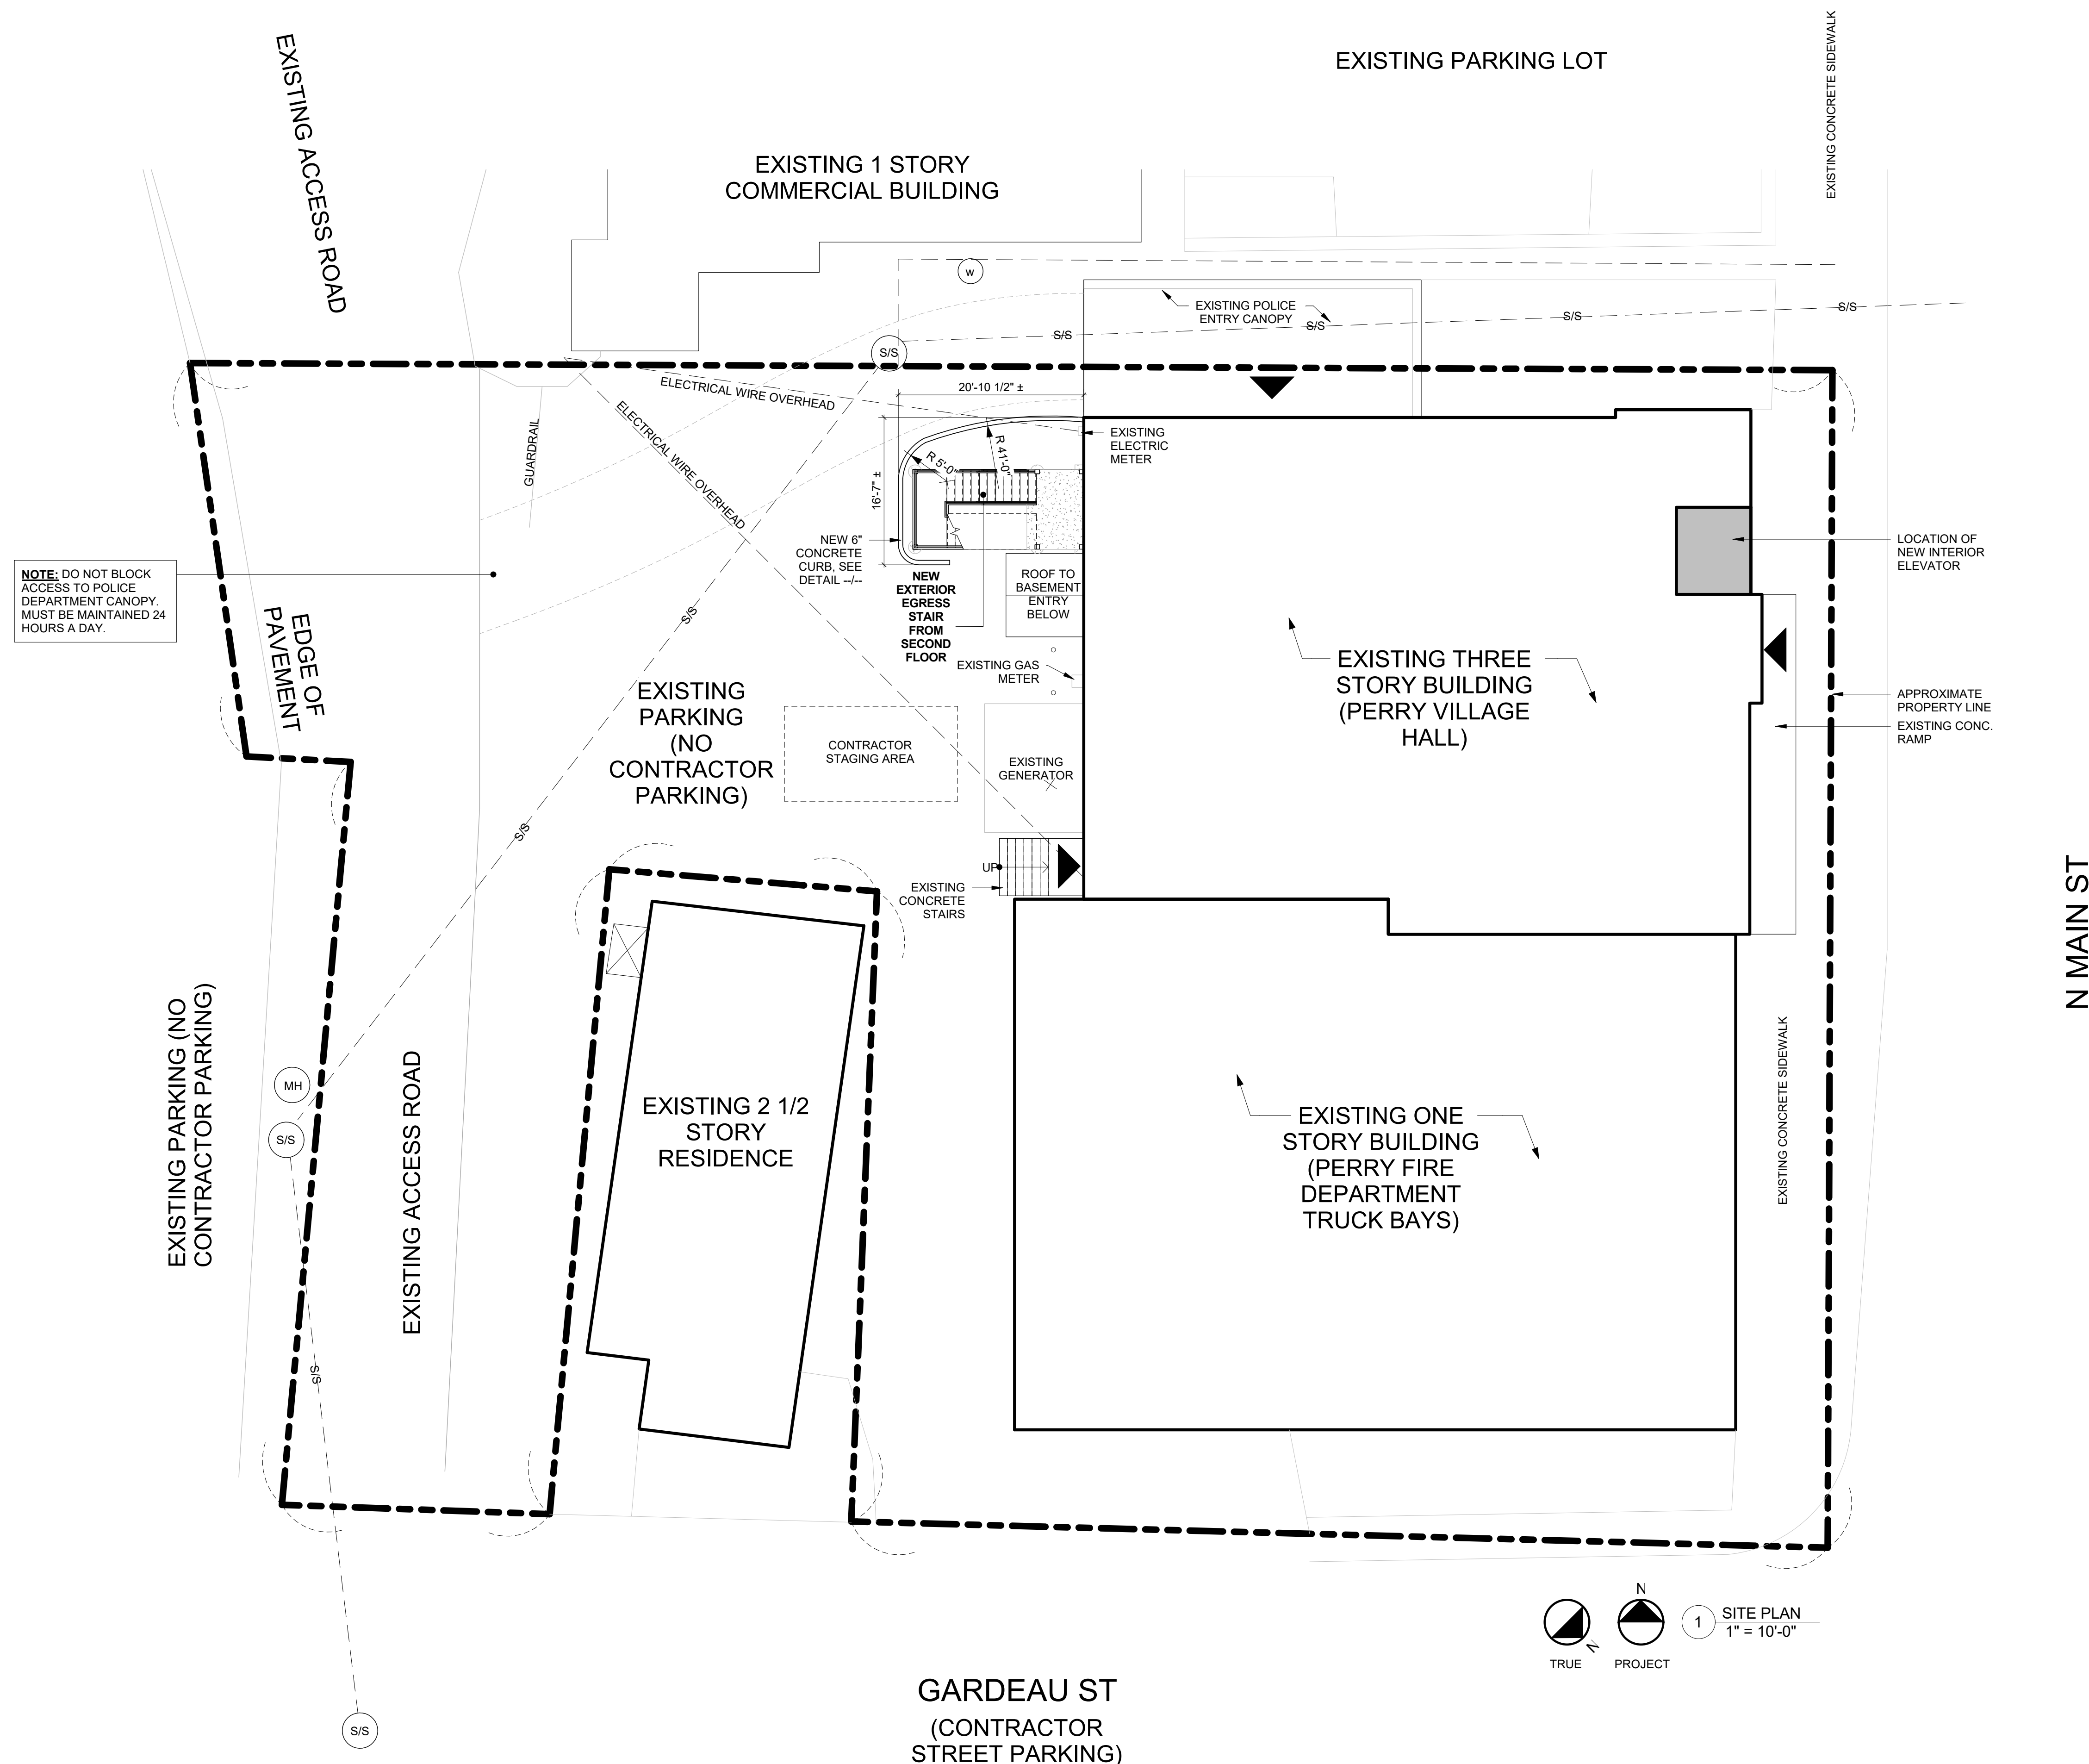 EXISTING ACCESS ROAD
EXISTING PARKING LOT
EXISTING CONCRETE SIDEWALK
EXISTING 1 STORY
COMMERCIAL BUILDING
W
EXISTING POLICE
ENTRY CANOPY
S/S
S/S
S/S
S/S
S/S
ELECTRICAL WIRE OVERHEAD
ELECTRICAL WIRE OVERHEAD
20'-10 1/2" ±
GUARDRAIL
16'-7" ±
R 5'-0"
R 41'-0"
EXISTING
ELECTRIC
METER
NEW 6"
CONCRETE
CURB, SEE
DETAIL --/--
NEW
EXTERIOR
EGRESS
STAIR
FROM
SECOND
FLOOR
ROOF TO
BASEMENT
ENTRY
BELOW
LOCATION OF
NEW INTERIOR
ELEVATOR
NOTE: DO NOT BLOCK
ACCESS TO POLICE
DEPARTMENT CANOPY.
MUST BE MAINTAINED 24
HOURS A DAY.
EDGE OF
PAVEMENT
S/S
EXISTING GAS
METER
EXISTING THREE
STORY BUILDING
(PERRY VILLAGE
HALL)
APPROXIMATE
PROPERTY LINE
EXISTING CONC.
RAMP
EXISTING
PARKING
(NO
CONTRACTOR
PARKING)
CONTRACTOR
STAGING AREA
EXISTING
GENERATOR
S/S
UP
EXISTING
CONCRETE
STAIRS
N MAIN ST
EXISTING PARKING (NO
CONTRACTOR PARKING)
MH
S/S
EXISTING ACCESS ROAD
EXISTING 2 1/2
STORY
RESIDENCE
EXISTING ONE
STORY BUILDING
(PERRY FIRE
DEPARTMENT
TRUCK BAYS)
EXISTING CONCRETE SIDEWALK
S/S
S/S
N
TRUE
N
PROJECT
1
SITE PLAN
1" = 10'-0"
GARDEAU ST
(CONTRACTOR
STREET PARKING)